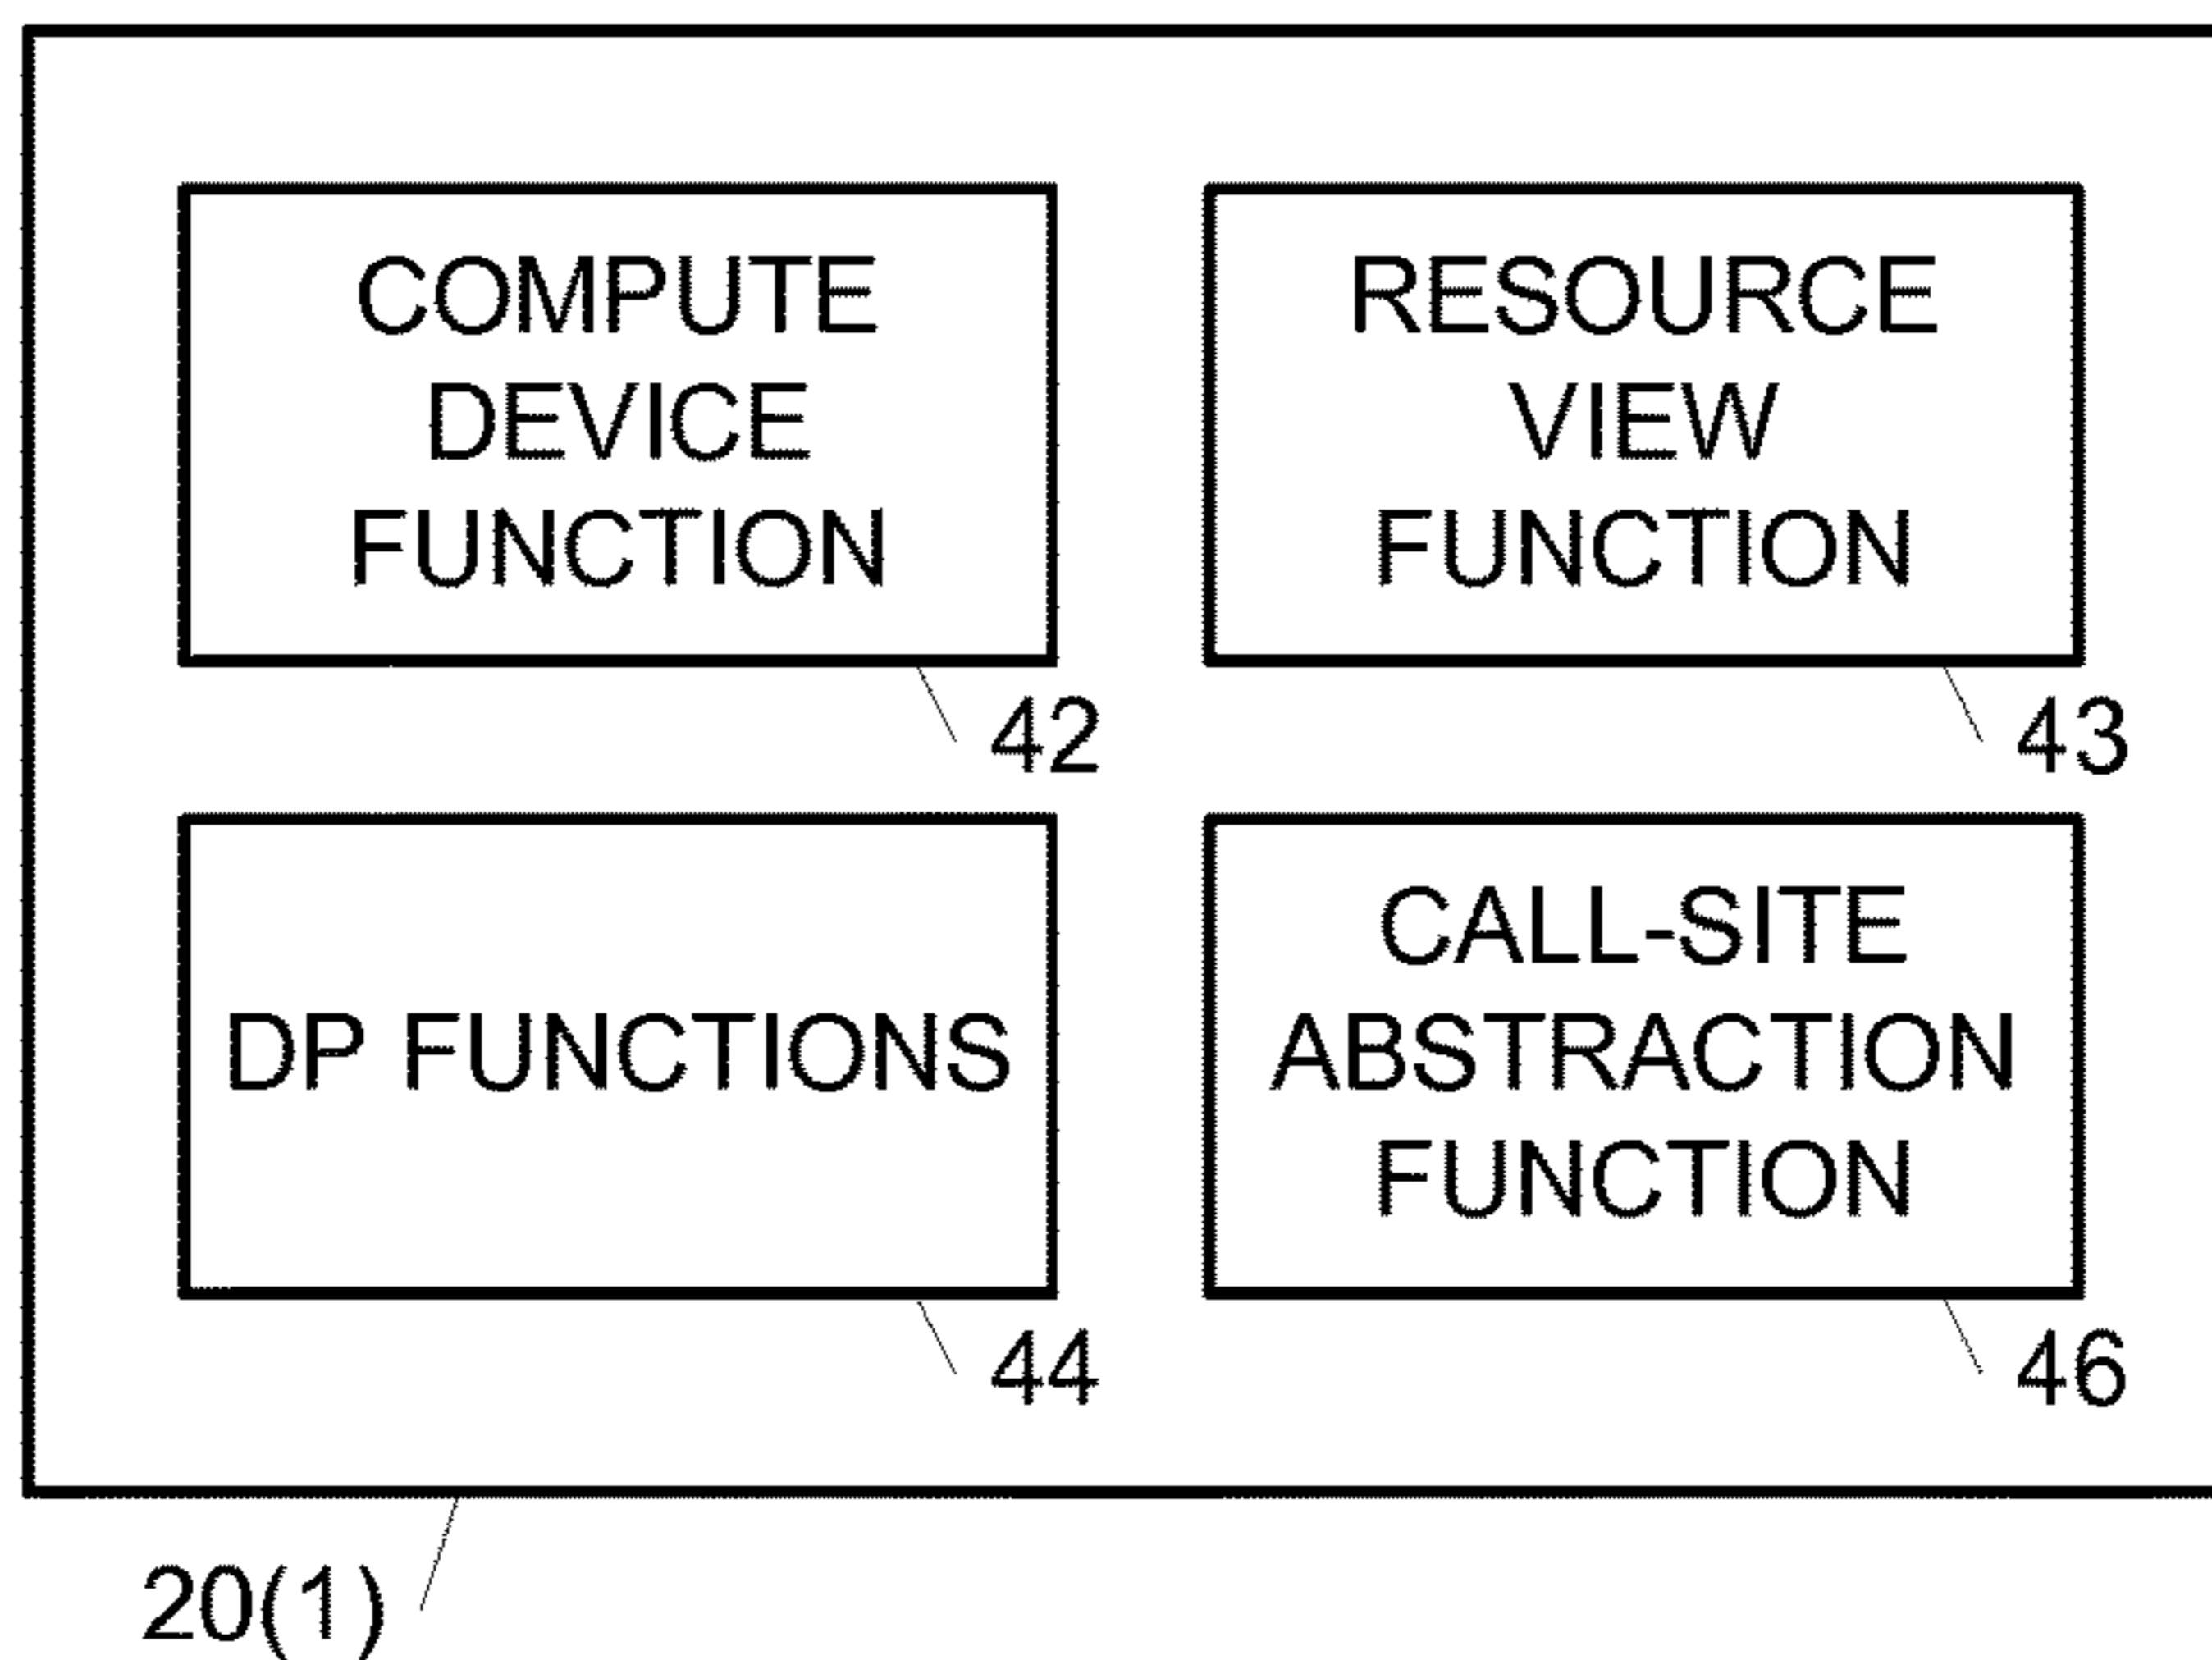 COMPUTE
DEVICE
FUNCTION
42
RESOURCE
VIEW
FUNCTION
43
DP FUNCTIONS
44
CALL-SITE
ABSTRACTION
FUNCTION
46
20(1)